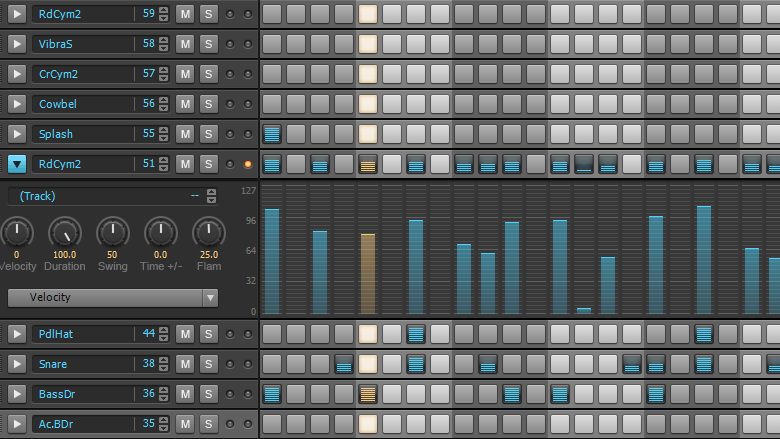 RdCym2 59 M S
VibraS 58 M S
CrCym2 57 M S
Cowbel 56 M S
Splash 55 M S
RdCym2 51 M S
(Track) -- 127
96
64
32
0
0 100.0 50 0.0 25.0
Velocity Duration Swing Time +/- Flam
Velocity
PdlHat 44 M S
Snare 38 M S
BassDr 36 M S
Ac.BDr 35 M S